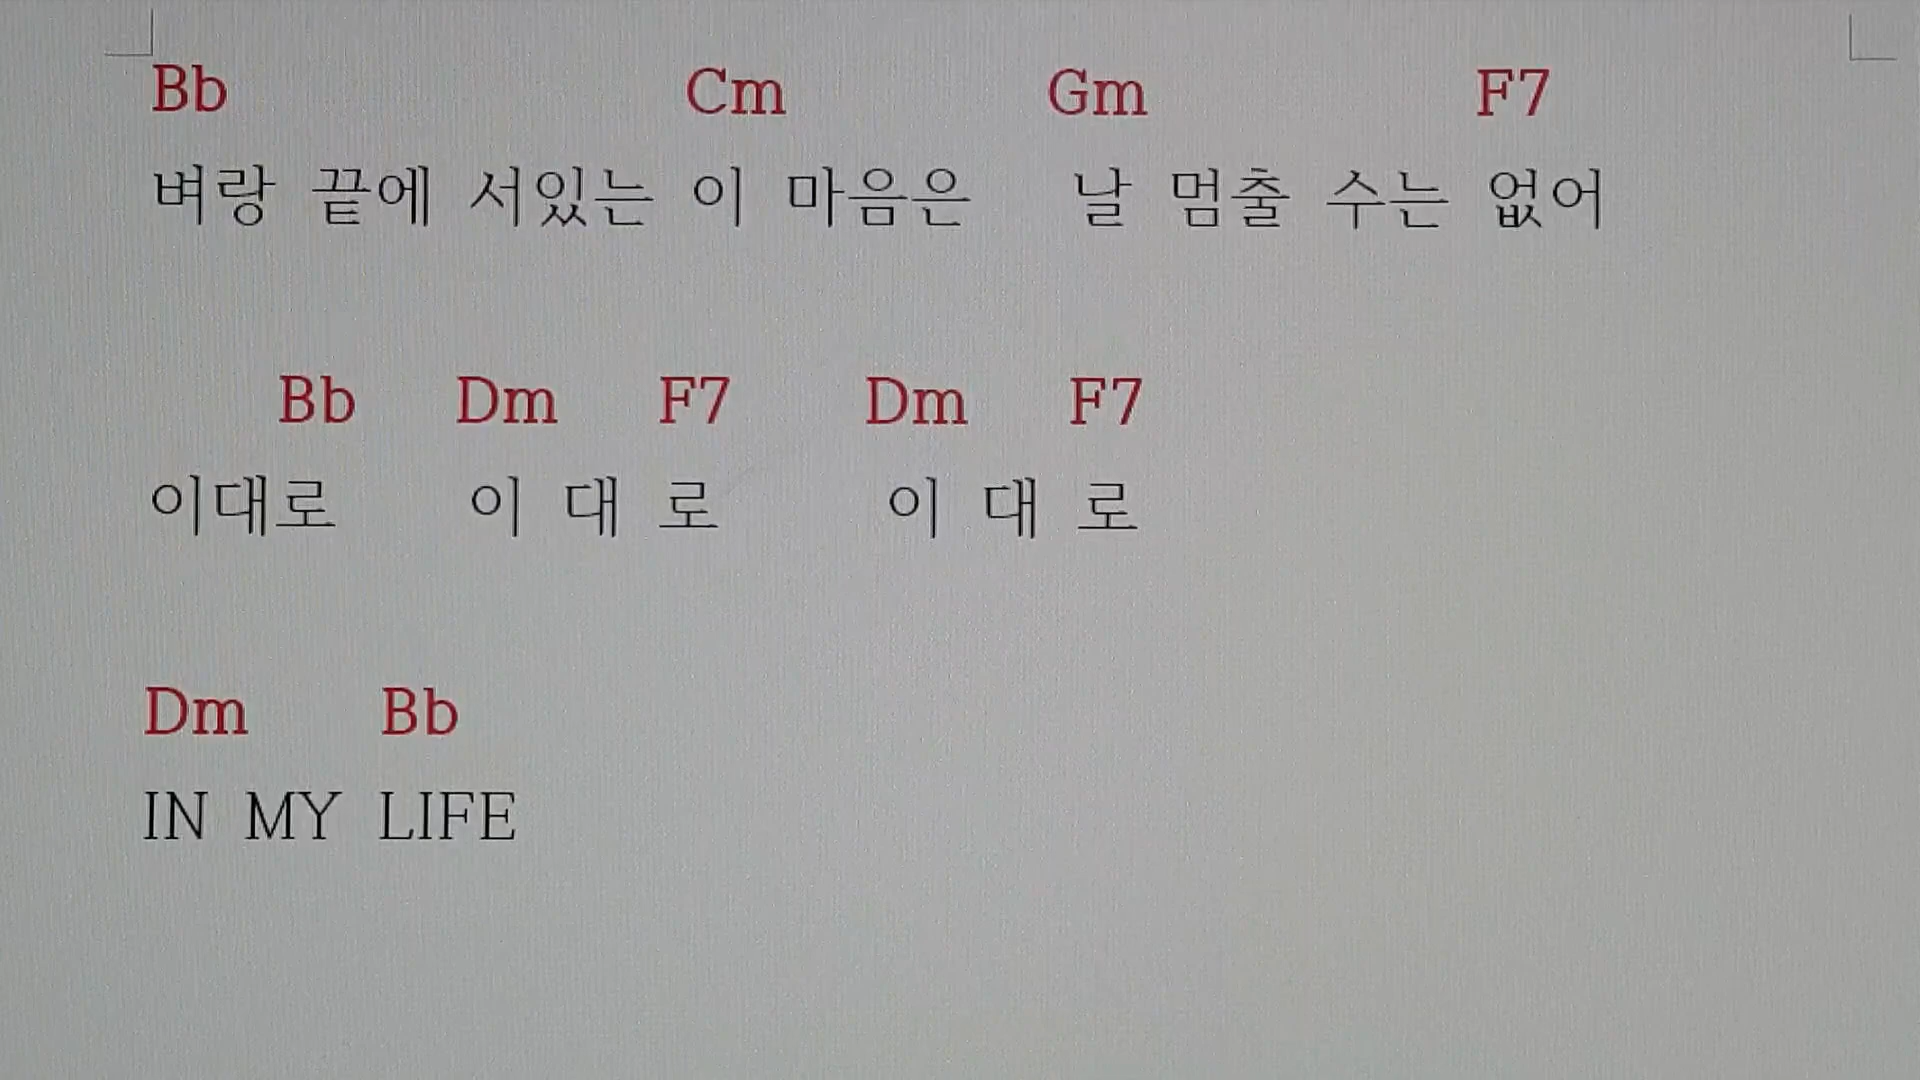 Bb Cm Gm F7
벼랑 끝에 서있는 이 마음은 날 멈출 수는 없어
Bb Dm F7 Dm F7
이대로 이 대 로 이 대 로
Dm Bb
IN MY LIFE